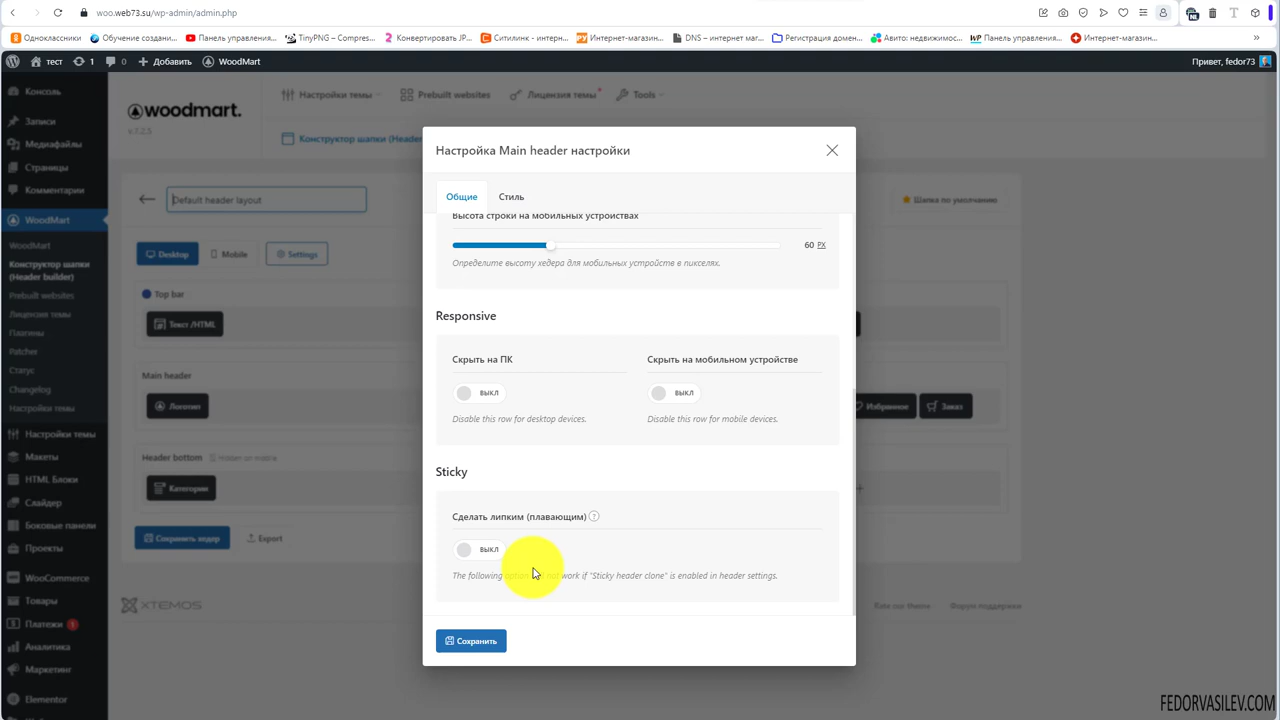 woo.web73.su/wp-admin/admin.php
Одноклассники
Обучение создани...
Панель управления...
TinyPNG – Compres...
Конвертировать JP...
Ситилинк - интерн...
Интернет-магазин...
DNS – интернет маг...
Регистрация домен...
Авито: недвижимос...
Панель управления...
Интернет-магазин...
тест
1
0
Добавить
WoodMart
Привет, fedor73
Консоль
Записи
Медиафайлы
Страницы
Комментарии
WoodMart
WoodMart
Конструктор шапки
(Header builder)
Prebuilt websites
Лицензия темы
Плагины
Patcher
Статус
Changelog
Настройки темы
Настройки темы
Макеты
HTML Блоки
Слайдер
Боковые панели
Проекты
WooCommerce
Товары
Платежи 1
Аналитика
Маркетинг
Elementor
woodmart.
v.7.2.5
Настройки темы
Prebuilt websites
Лицензия темы
Tools
Конструктор шапки (Header
Default header layout
Шапка по умолчанию
Desktop
Mobile
Settings
Top bar
Текст /HTML
Main header
Логотип
Избранное
Заказ
Header bottom
Hidden on mobile
Категории
Сохранить хедер
Export
XTEMOS
Rate our theme
Форум поддержки
Настройка Main header настройки
Общие
Стиль
Высота строки на мобильных устройствах
60 PX
Определите высоту хедера для мобильных устройств в пикселях.
Responsive
Скрыть на ПК
Скрыть на мобильном устройстве
ВЫКЛ
ВЫКЛ
Disable this row for desktop devices.
Disable this row for mobile devices.
Sticky
Сделать липким (плавающим) ?
ВЫКЛ
The following not work if "Sticky header clone" is enabled in header settings.
Сохранить
FEDORVASILEV.COM